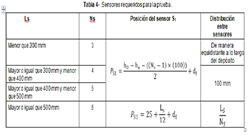 Tabla 4- Sensores requeridos para la prueba.
Ls
Ns
Posición del sensor S₁
Distribución entre sensores
Menor que 300 mm
3
De manera equidistante a lo largo del depósito
Mayor o igual que 300mm y menor que 400 mm
4
100 mm
Mayor o igual que 400mm y menor que 500 mm
5
Mayor o igual que 500mm
6